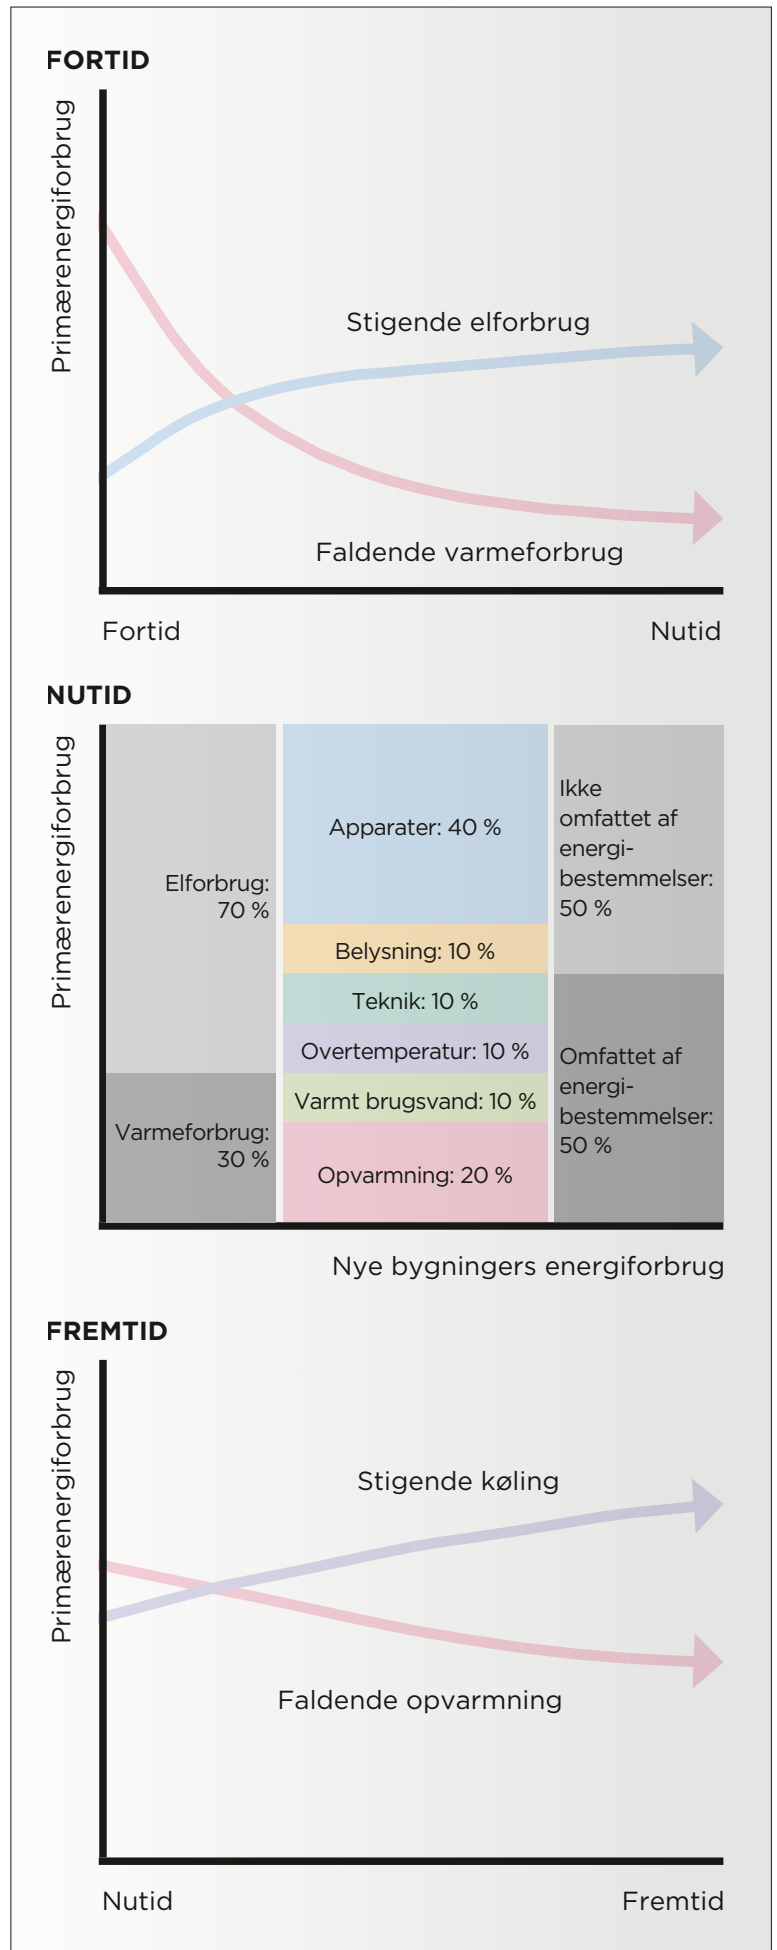 FORTID
Primærenergiforbrug
Stigende elforbrug
Faldende varmeforbrug
Fortid
Nutid
NUTID
Primærenergiforbrug
Elforbrug:
70 %
Varmeforbrug:
30 %
Apparater: 40 %
Belysning: 10 %
Teknik: 10 %
Overtemperatur: 10 %
Varmt brugsvand: 10 %
Opvarmning: 20 %
Ikke
omfattet af
energi-
bestemmelser:
50 %
Omfattet af
energi-
bestemmelser:
50 %
Nye bygningers energiforbrug
FREMTID
Primærenergiforbrug
Stigende køling
Faldende opvarmning
Nutid
Fremtid